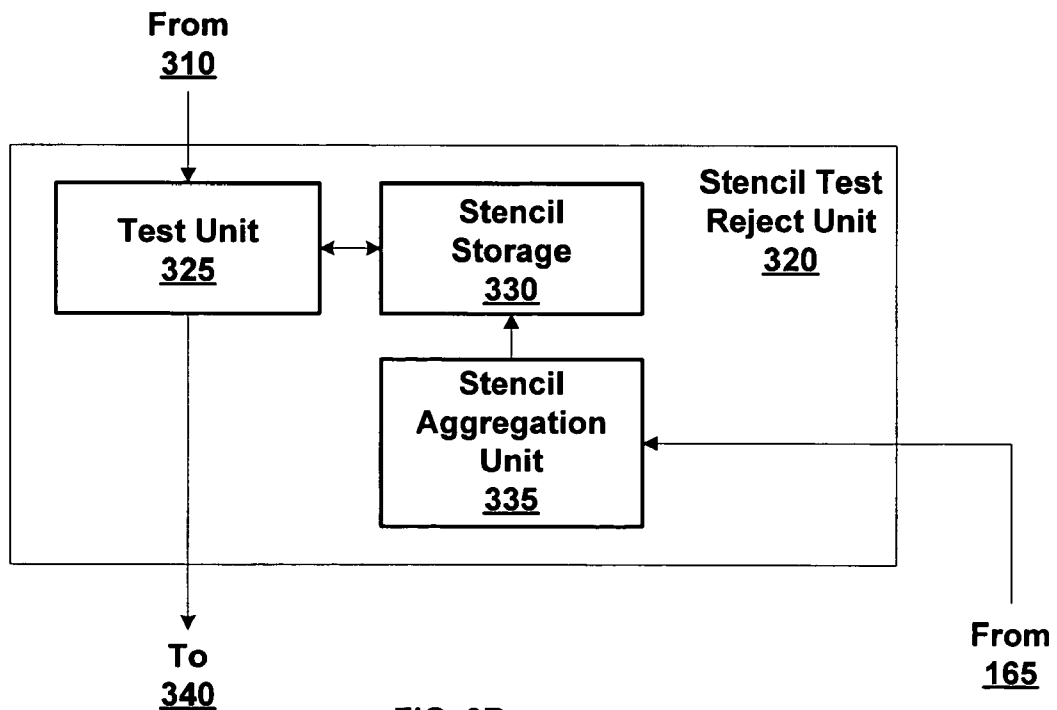 From
310
Test Unit
325
Stencil
Storage
330
Stencil Test
Reject Unit
320
Stencil
Aggregation
Unit
335
To
340
From
165